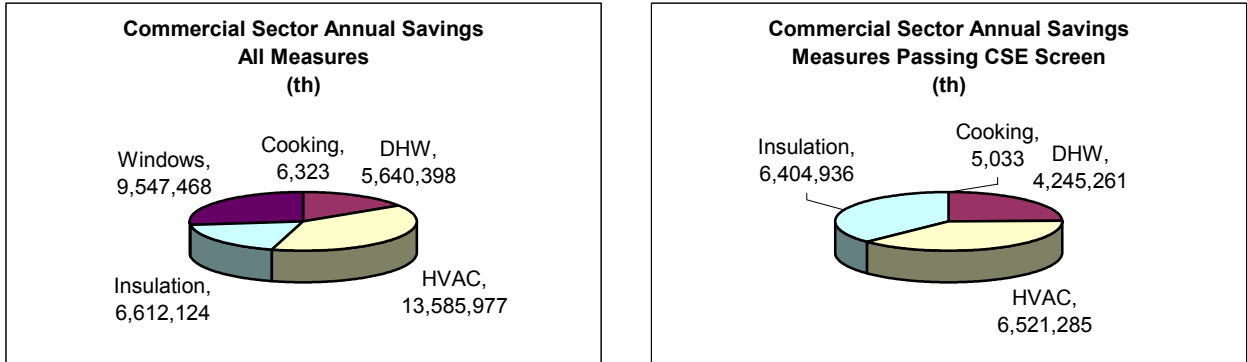 Commercial Sector Annual Savings
All Measures
(th)
Windows,
9,547,468
Cooking,
6,323
DHW,
5,640,398
Insulation,
6,612,124
HVAC,
13,585,977
Commercial Sector Annual Savings
Measures Passing CSE Screen
(th)
Insulation,
6,404,936
Cooking,
5,033
DHW,
4,245,261
HVAC,
6,521,285